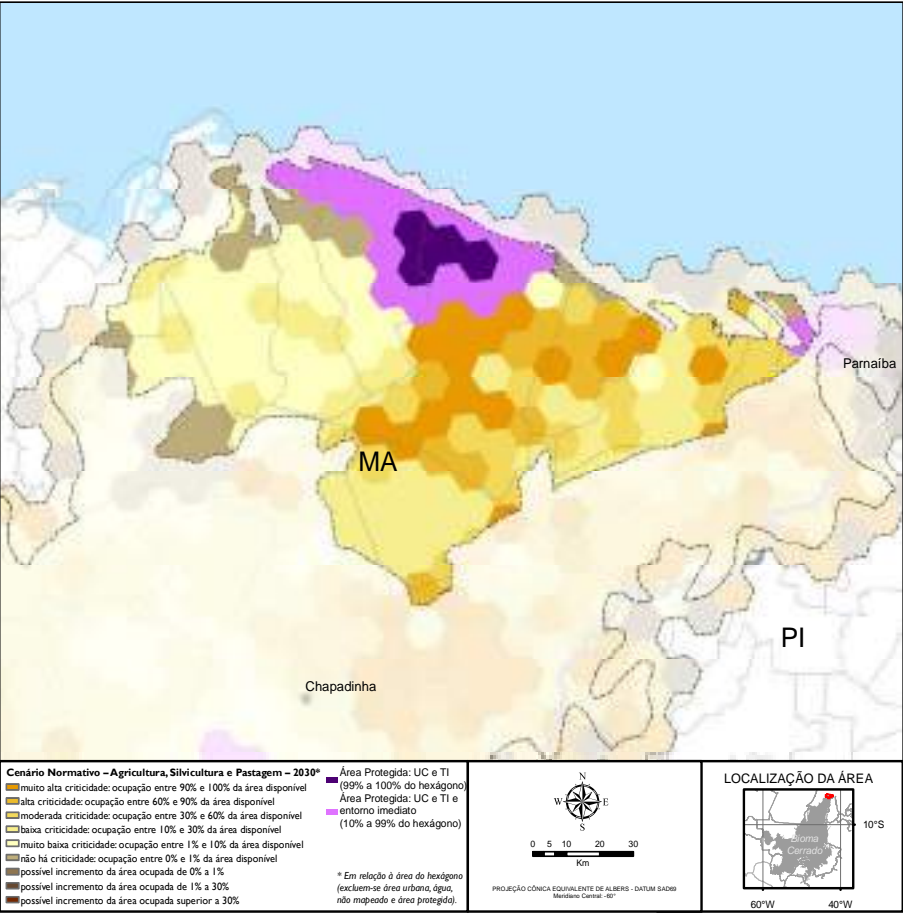 Parnaíba
MA
PI
Chapadinha
Cenário Normativo – Agricultura, Silvicultura e Pastagem – 2030*
muito alta criticidade: ocupação entre 90% e 100% da área disponível
alta criticidade: ocupação entre 60% e 90% da área disponível
moderada criticidade: ocupação entre 30% e 60% da área disponível
baixa criticidade: ocupação entre 10% e 30% da área disponível
muito baixa criticidade: ocupação entre 1% e 10% da área disponível
não há criticidade: ocupação entre 0% e 1% da área disponível
possível incremento da área ocupada de 0% a 1%
possível incremento da área ocupada de 1% a 30%
possível incremento da área ocupada superior a 30%
Área Protegida: UC e TI
(99% a 100% do hexágono)
Área Protegida: UC e TI e
entorno imediato
(10% a 99% do hexágono)
* Em relação à área do hexágono
(excluem-se área urbana, água,
não mapeado e área protegida).
N
W E
S
0 5 10 20 30
Km
PROJEÇÃO CÔNICA EQUIVALENTE DE ALBERS - DATUM SAD69
Meridiano Central: -60°
LOCALIZAÇÃO DA ÁREA
10°S
Bioma
Cerrado
60°W 40°W